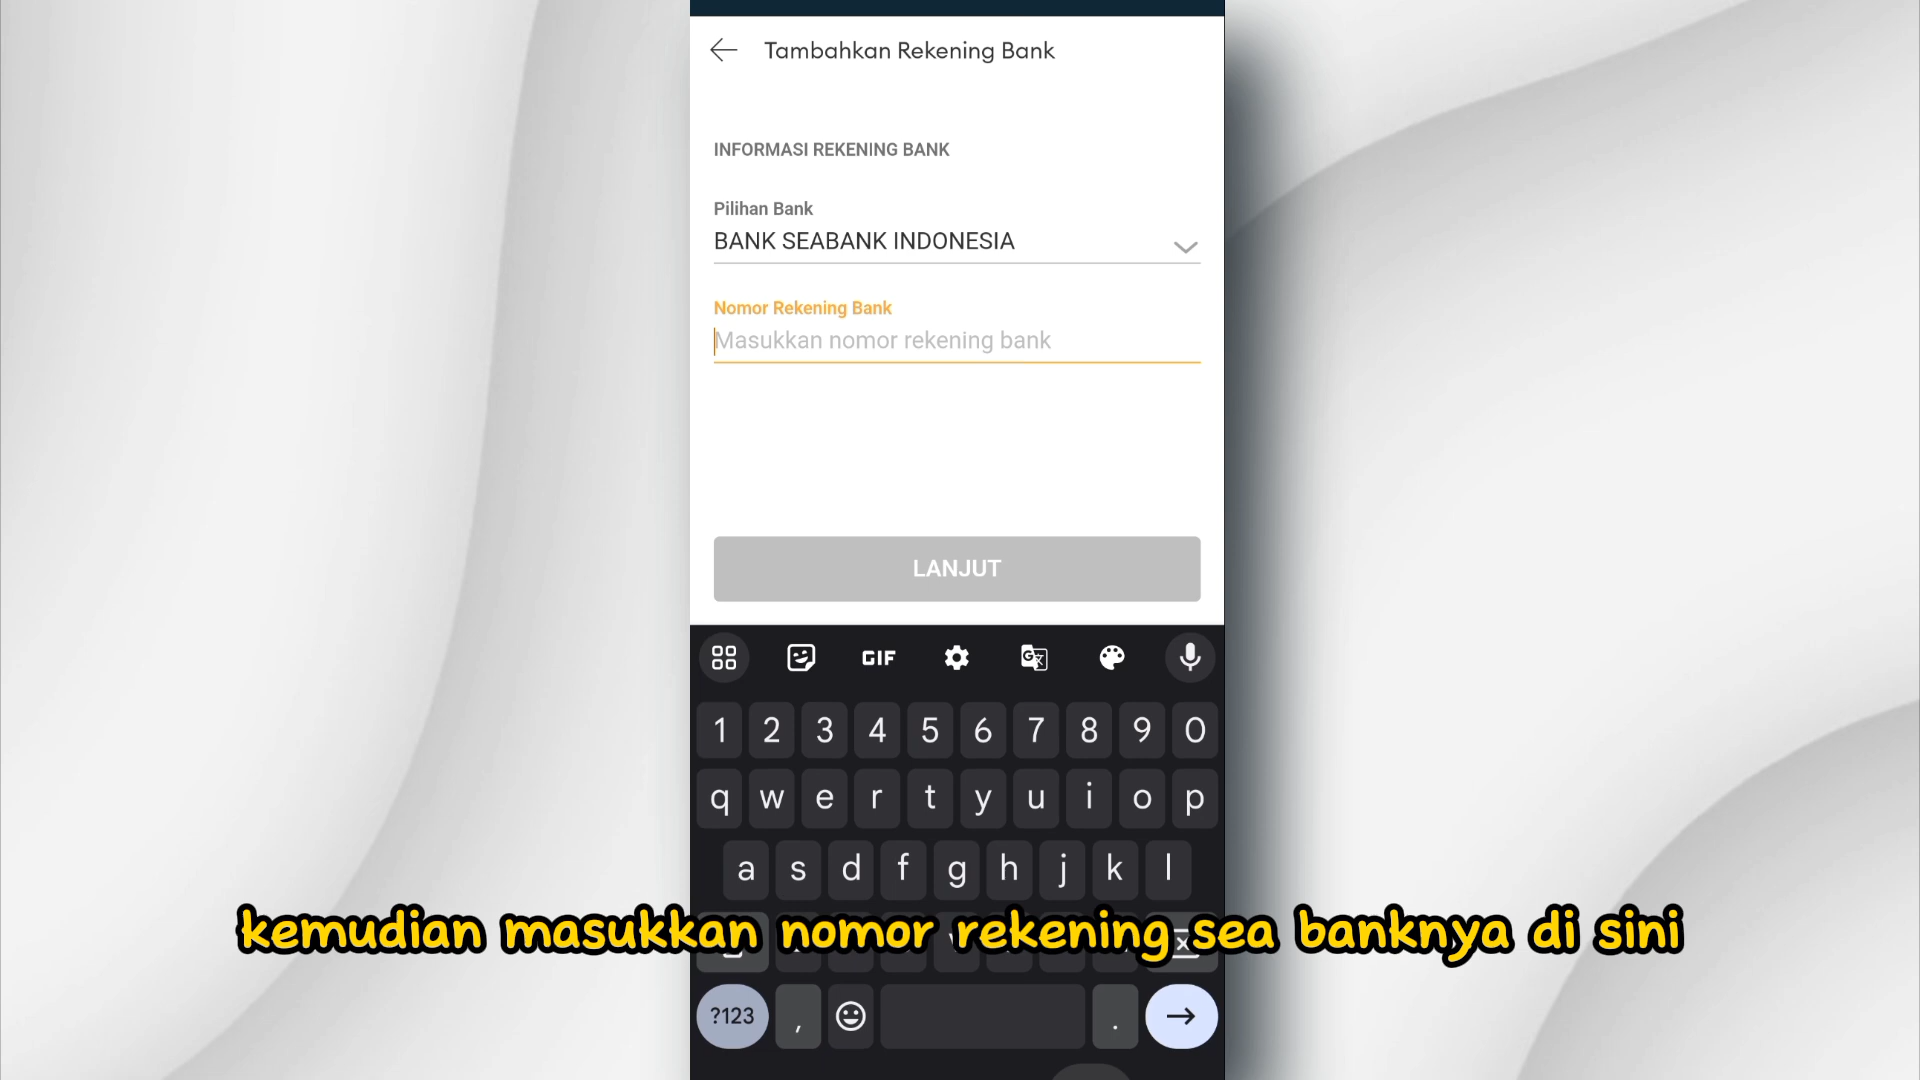 Tambahkan Rekening Bank
INFORMASI REKENING BANK
Pilihan Bank
BANK SEABANK INDONESIA
Nomor Rekening Bank
Masukkan nomor rekening bank
LANJUT
GIF
1 2 3 4 5 6 7 8 9 0
q w e r t y u i o p
a s d f g h j k l
kemudian masukkan nomor rekening sea banknya di sini
?123 , .